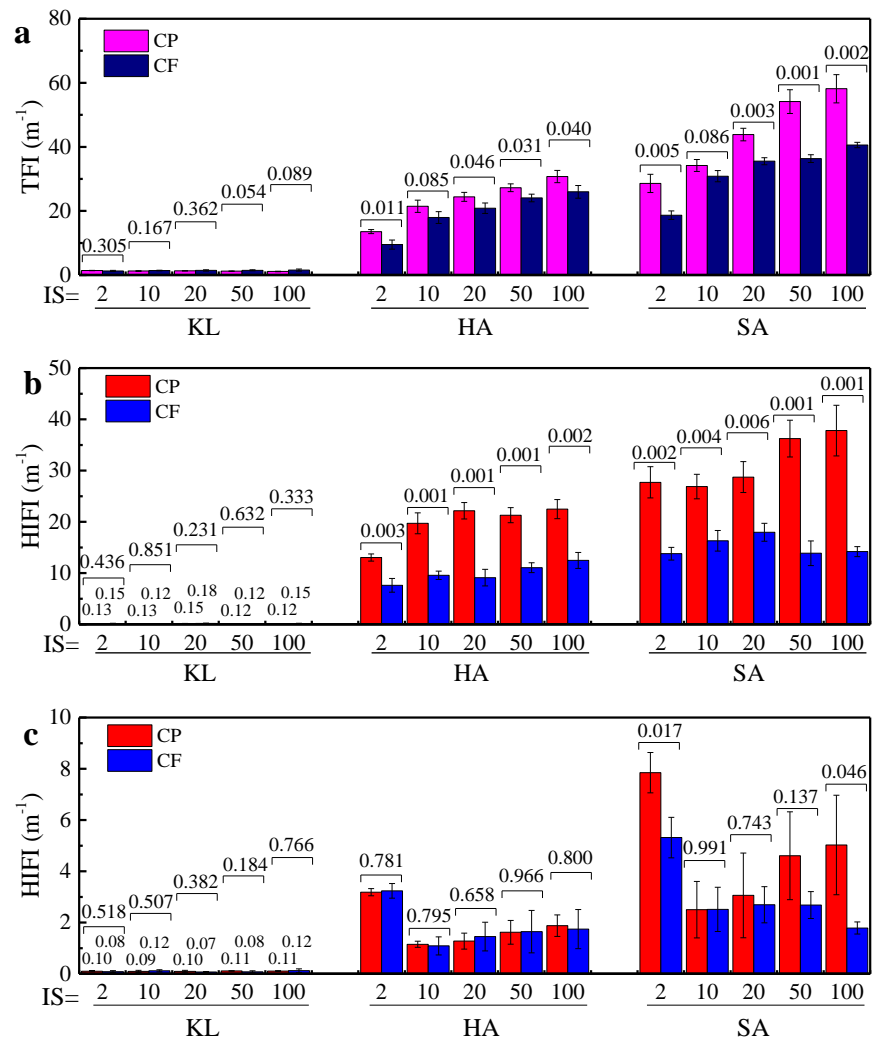 a
CP
CF
TFI (m-1)
80
60
40
20
0
0.305
0.167
0.362
0.054
0.089
0.011
0.085
0.046
0.031
0.040
0.005
0.086
0.003
0.001
0.002
IS= 2 10 20 50 100 2 10 20 50 100 2 10 20 50 100
KL HA SA
b
CP
CF
HIFI (m-1)
50
40
30
20
10
0
0.436
0.851
0.231
0.632
0.333
0.003
0.001
0.001
0.001
0.002
0.002
0.004
0.006
0.001
0.001
0.15 0.12 0.18 0.12 0.15
0.13 0.13 0.15 0.12 0.12
IS= 2 10 20 50 100 2 10 20 50 100 2 10 20 50 100
KL HA SA
c
CP
CF
HIFI (m-1)
10
8
6
4
2
0
0.518
0.507
0.382
0.184
0.766
0.781
0.795
0.658
0.966
0.800
0.017
0.991
0.743
0.137
0.046
0.08 0.12 0.07 0.08 0.12
0.10 0.09 0.10 0.11 0.11
IS= 2 10 20 50 100 2 10 20 50 100 2 10 20 50 100
KL HA SA